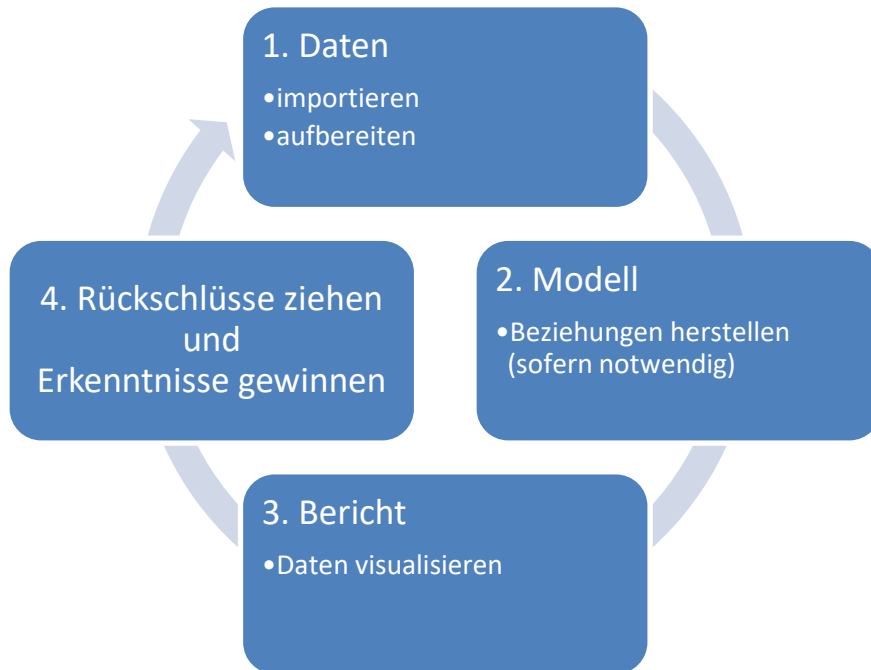 1. Daten
•importieren
•aufbereiten
2. Modell
•Beziehungen herstellen
(sofern notwendig)
3. Bericht
•Daten visualisieren
4. Rückschlüsse ziehen
und
Erkenntnisse gewinnen